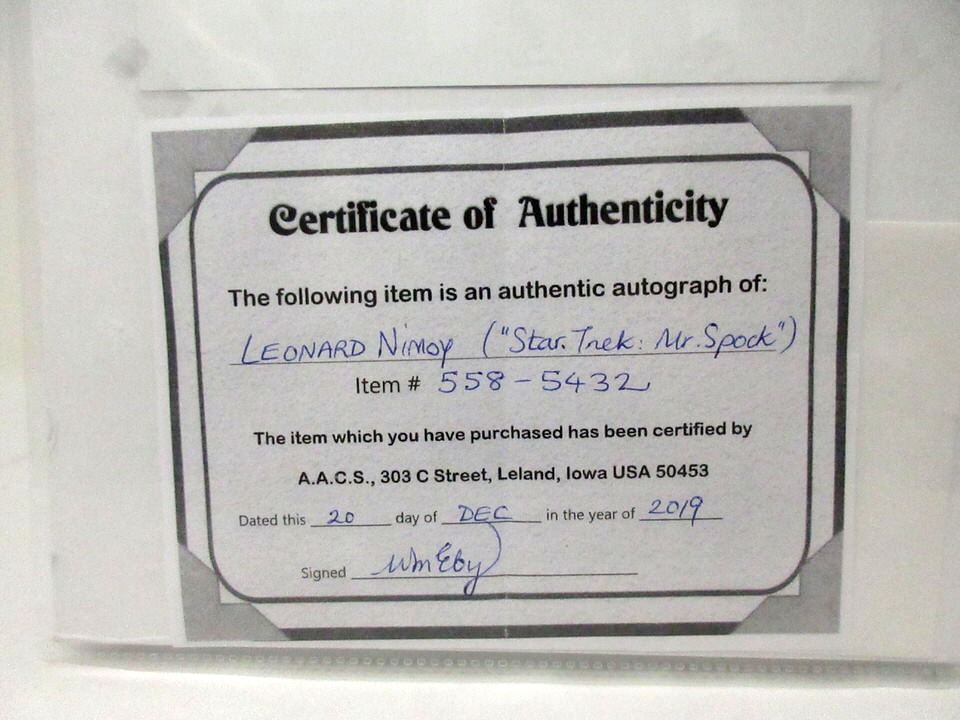 Certificate of Authenticity
The following item is an authentic autograph of:
LEONARD NIMOY ("Star.Trek: Mr.Spock")
Item # 558-5432
The item which you have purchased has been certified by
A.A.C.S., 303 C Street, Leland, Iowa USA 50453
Dated this 20 day of DEC in the year of 2019
Signed Wm Eby